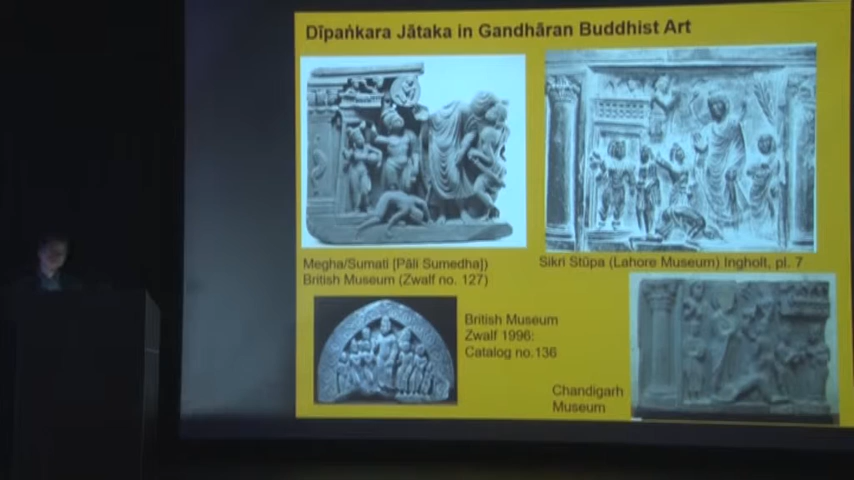 Dīpaṅkara Jātaka in Gandhāran Buddhist Art
Megha/Sumati [Pāli Sumedha])
British Museum (Zwalf no. 127)
Sikri Stūpa (Lahore Museum) Ingholt, pl. 7
British Museum
Zwalf 1996:
Catalog no.136
Chandigarh
Museum